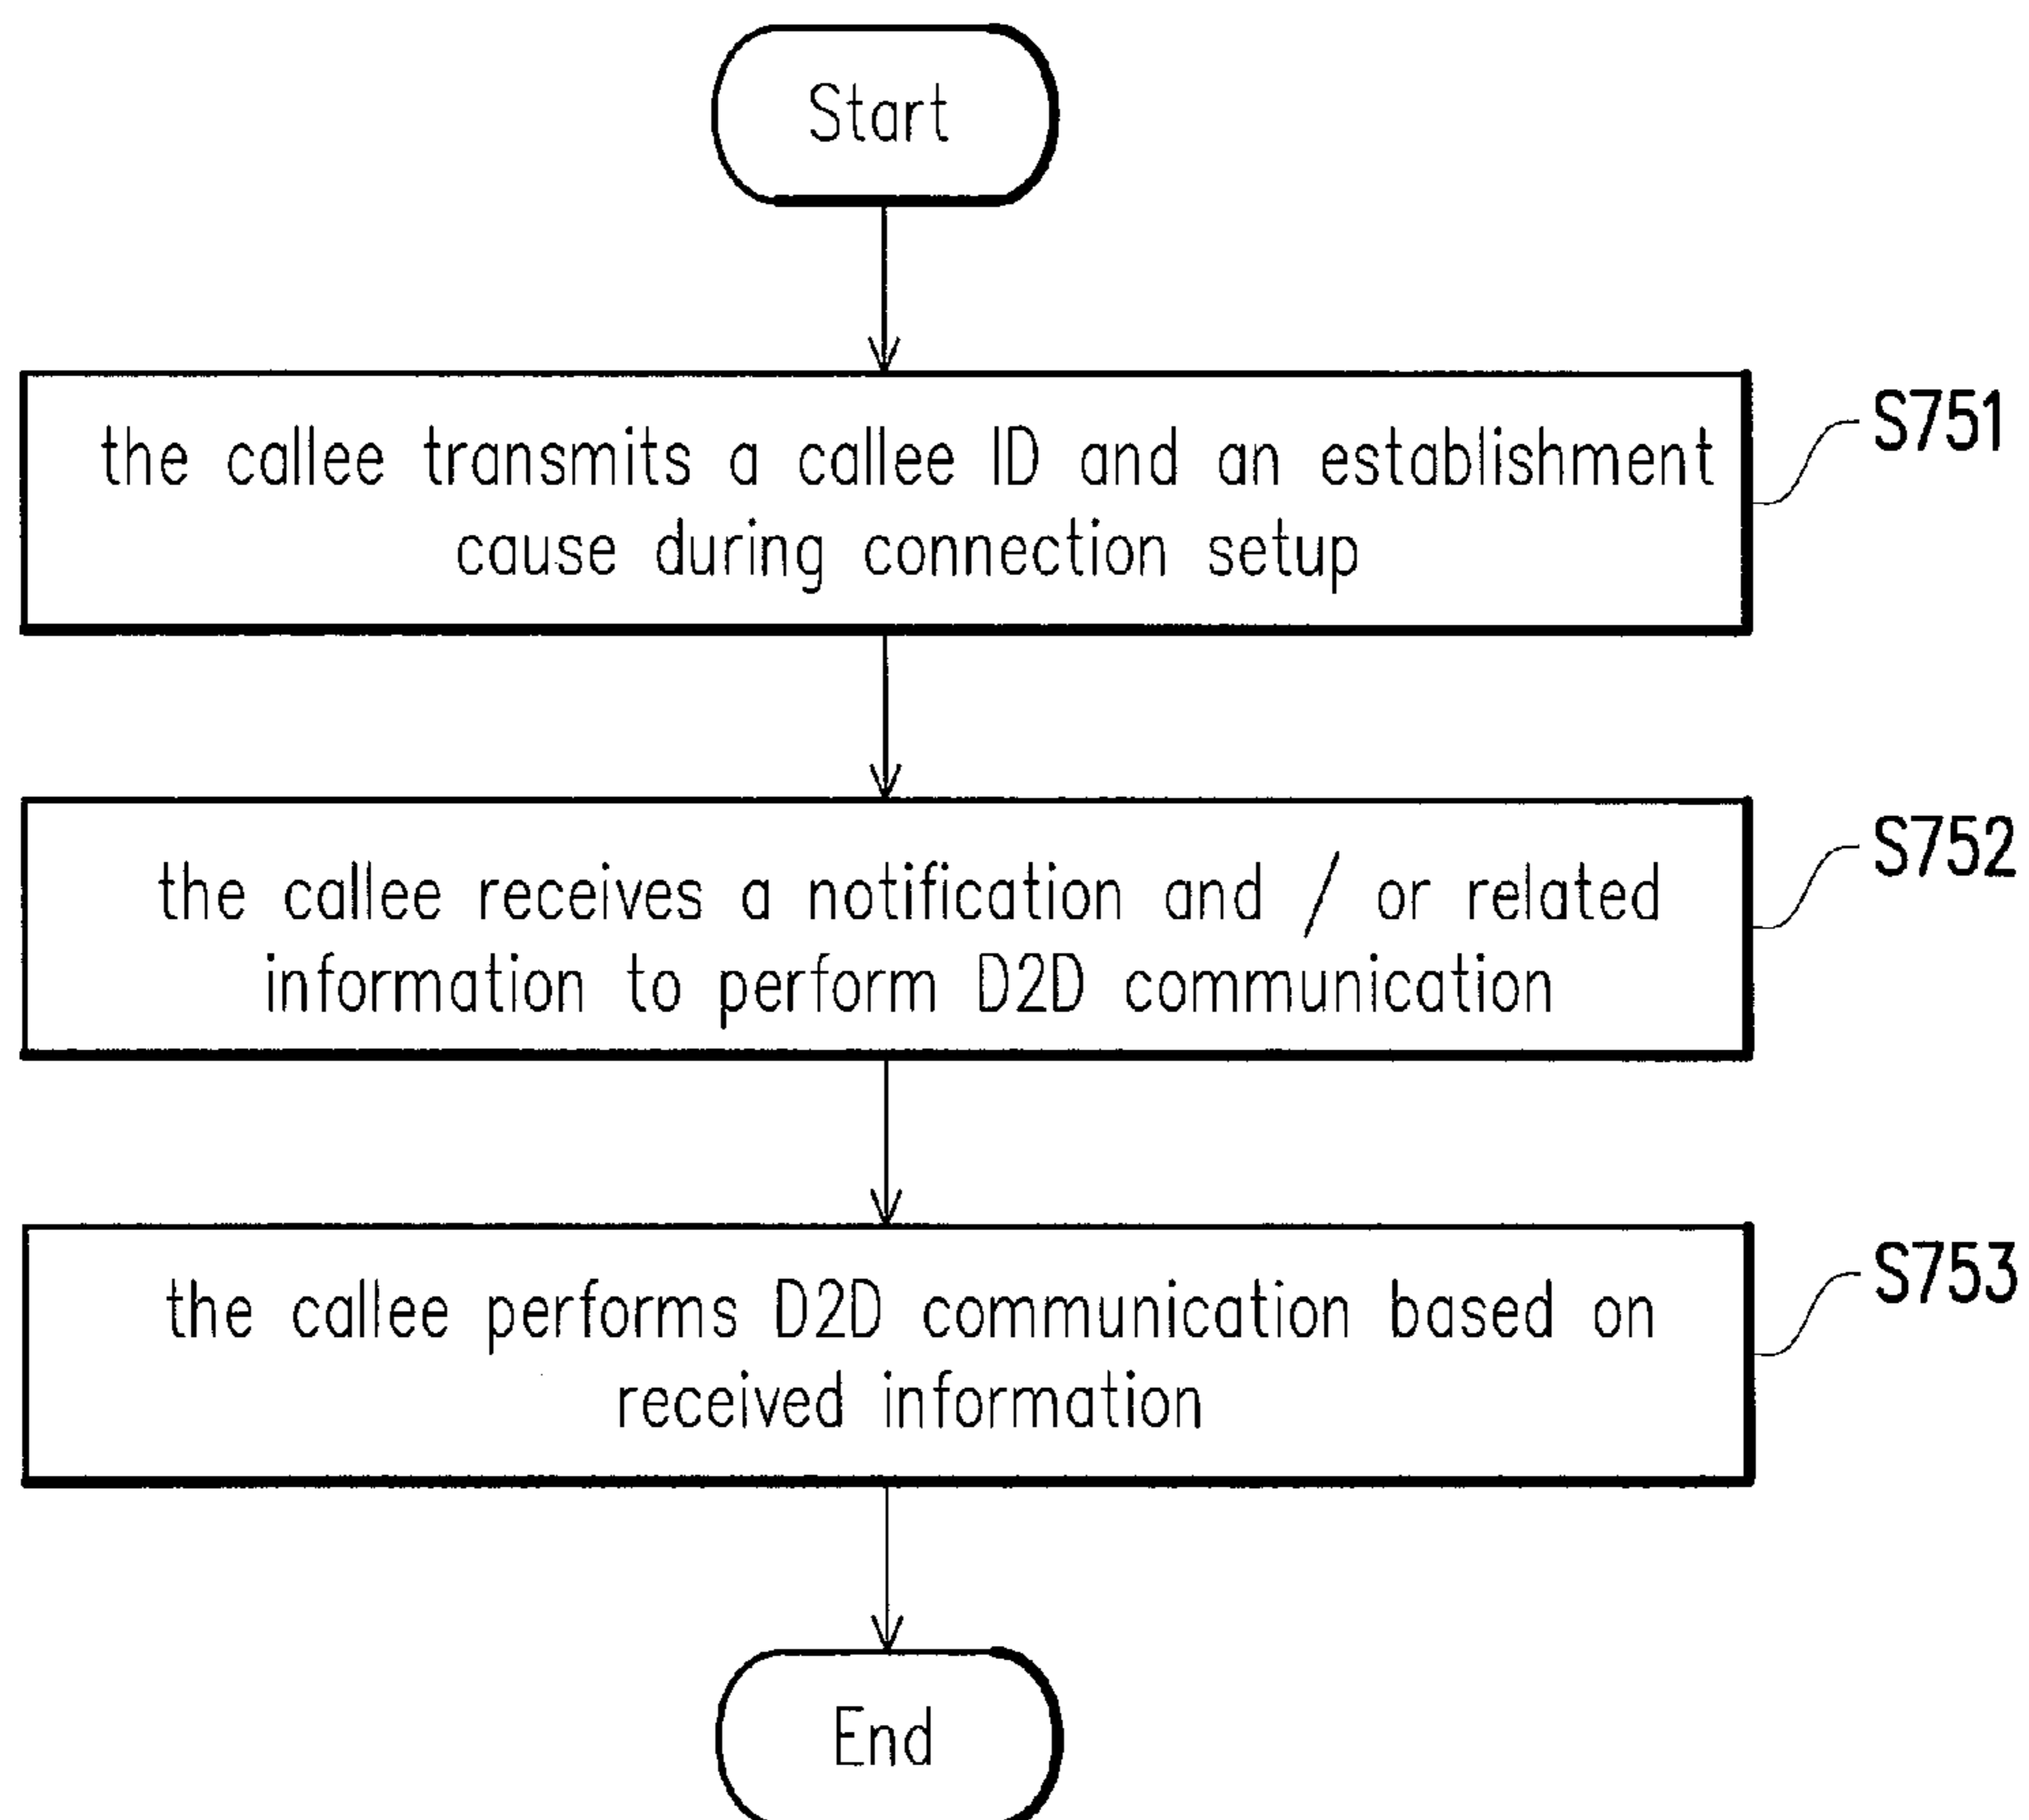 Start
the callee transmits a callee ID and an establishment
cause during connection setup
S751
the callee receives a notification and / or related
information to perform D2D communication
S752
the callee performs D2D communication based on
received information
S753
End